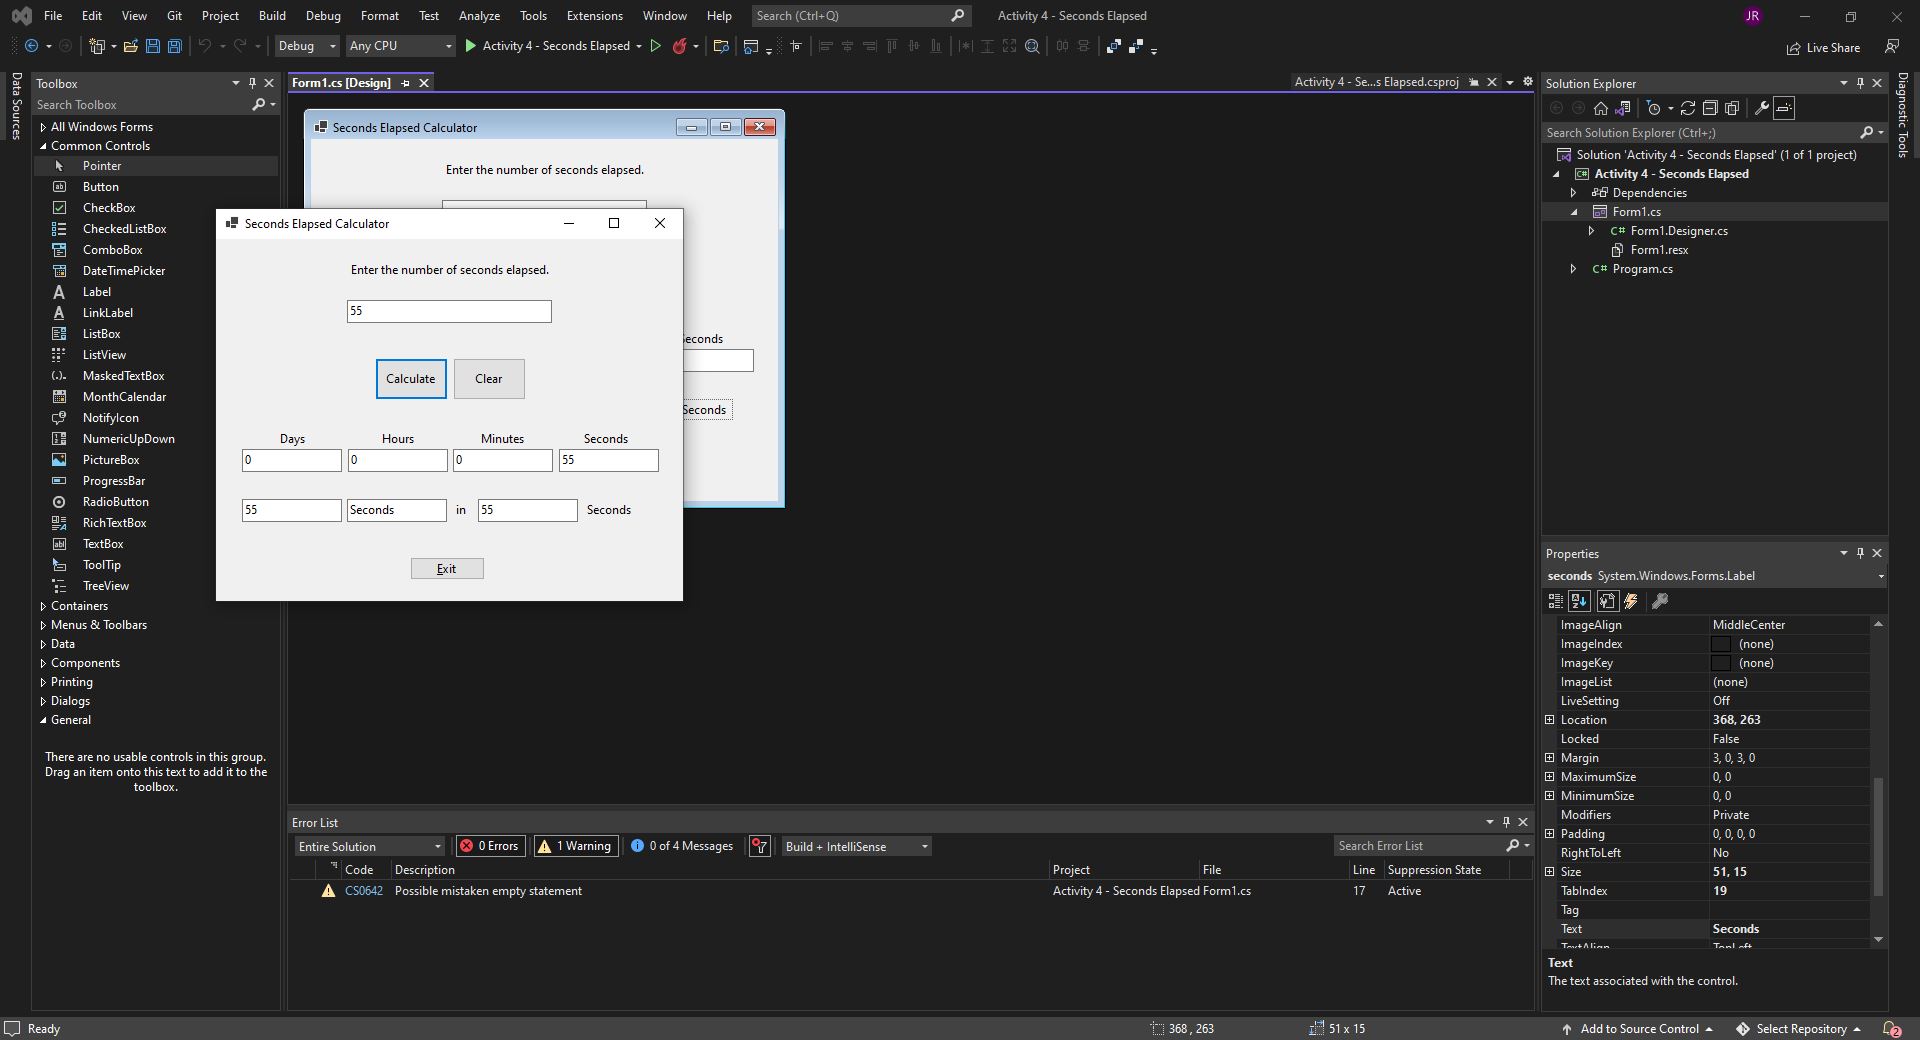 File Edit View Git Project Build Debug Format Test Analyze Tools Extensions Window Help Search (Ctrl+Q) Activity 4 - Seconds Elapsed JR
Debug Any CPU Activity 4 - Seconds Elapsed Live Share
Data Sources
Toolbox
Search Toolbox
All Windows Forms
Common Controls
Pointer
Button
CheckBox
CheckedListBox
ComboBox
DateTimePicker
Label
LinkLabel
ListBox
ListView
MaskedTextBox
MonthCalendar
NotifyIcon
NumericUpDown
PictureBox
ProgressBar
RadioButton
RichTextBox
TextBox
ToolTip
TreeView
Containers
Menus & Toolbars
Data
Components
Printing
Dialogs
General
There are no usable controls in this group.
Drag an item onto this text to add it to the
toolbox.
Form1.cs [Design] Activity 4 - Se...s Elapsed.csproj
Seconds Elapsed Calculator
Enter the number of seconds elapsed.
Seconds
Seconds
Seconds Elapsed Calculator
Enter the number of seconds elapsed.
55
Calculate Clear
Days Hours Minutes Seconds
0 0 0 55
55 Seconds in 55 Seconds
Exit
Error List
Entire Solution 0 Errors 1 Warning 0 of 4 Messages Build + IntelliSense Search Error List
Code Description Project File Line Suppression State
CS0642 Possible mistaken empty statement Activity 4 - Seconds Elapsed Form1.cs 17 Active
Solution Explorer
Search Solution Explorer (Ctrl+;)
Solution 'Activity 4 - Seconds Elapsed' (1 of 1 project)
Activity 4 - Seconds Elapsed
Dependencies
Form1.cs
C# Form1.Designer.cs
Form1.resx
C# Program.cs
Properties
seconds System.Windows.Forms.Label
ImageAlign MiddleCenter
ImageIndex (none)
ImageKey (none)
ImageList (none)
LiveSetting Off
Location 368, 263
Locked False
Margin 3, 0, 3, 0
MaximumSize 0, 0
MinimumSize 0, 0
Modifiers Private
Padding 0, 0, 0, 0
RightToLeft No
Size 51, 15
TabIndex 19
Tag
Text Seconds
TextAlign TopLeft
Text
The text associated with the control.
Diagnostic Tools
Ready 368 , 263 51 x 15 Add to Source Control Select Repository 2